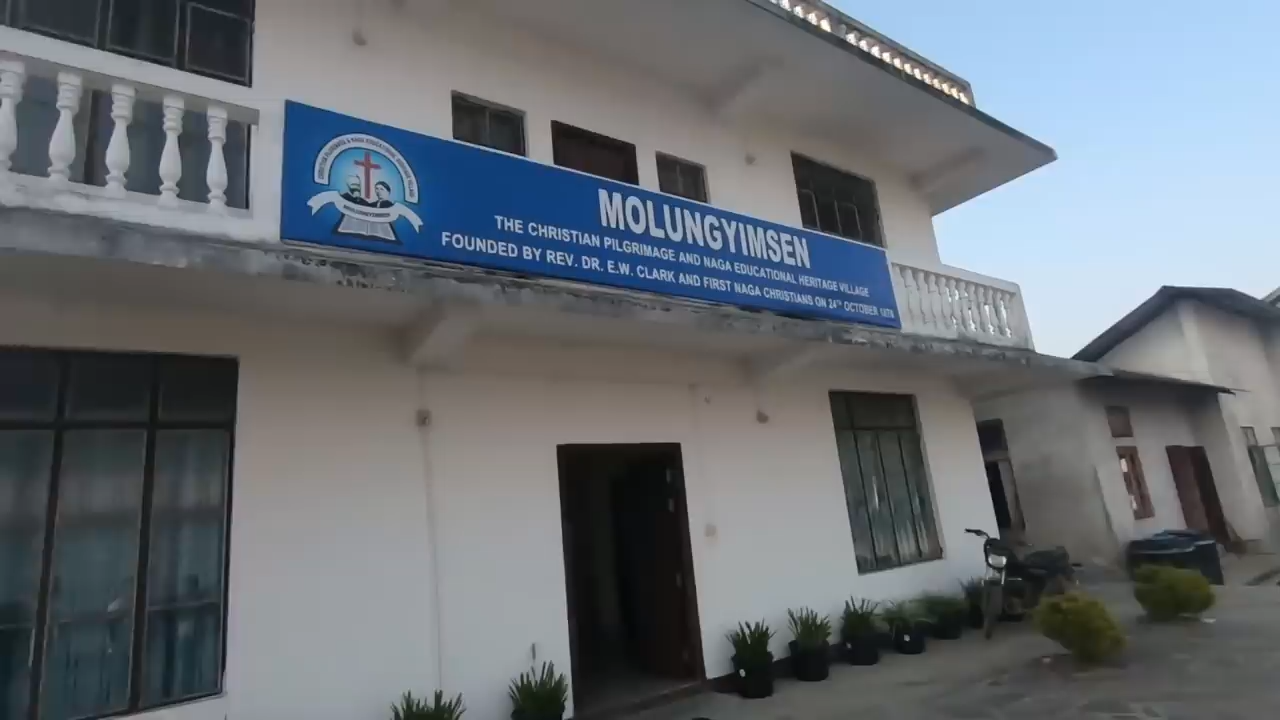 MOLUNGYIMSEN
THE CHRISTIAN PILGRIMAGE AND NAGA EDUCATIONAL HERITAGE VILLAGE
FOUNDED BY REV. DR. E.W. CLARK AND FIRST NAGA CHRISTIANS ON 24TH OCTOBER 1876
MOLUNGYIMSEN